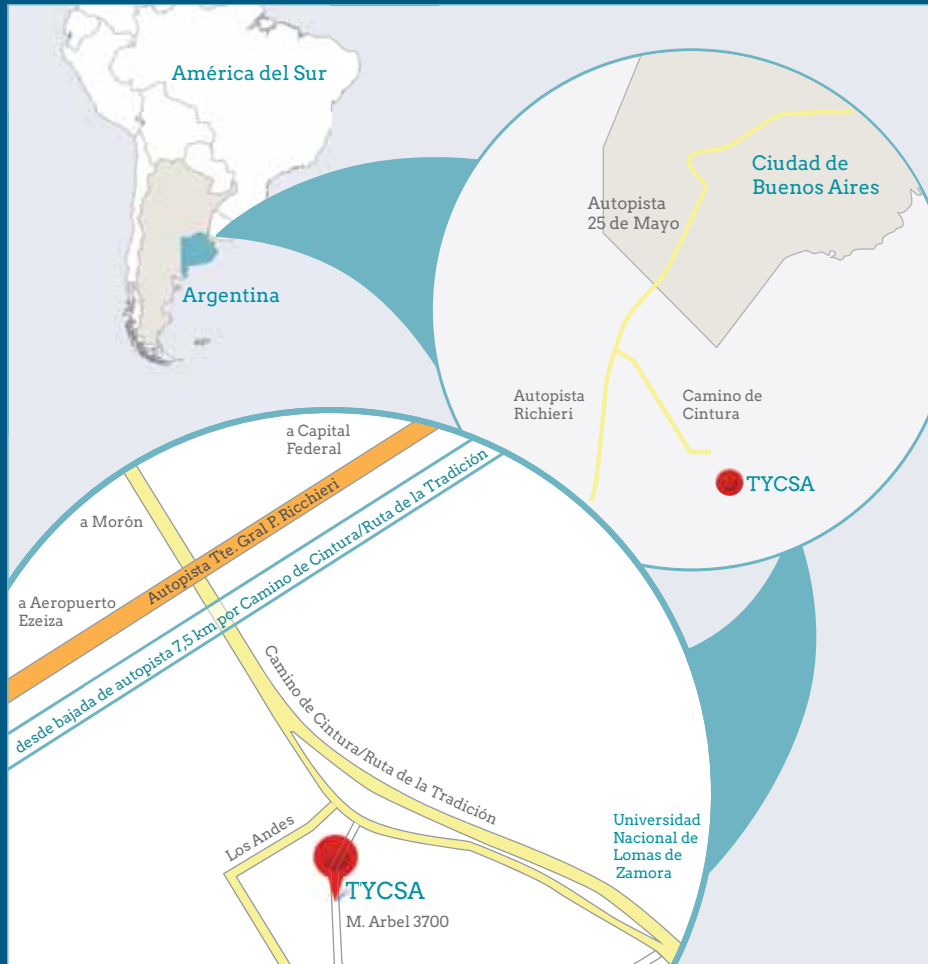 América del Sur
Argentina
Ciudad de
Buenos Aires
Autopista
25 de Mayo
Autopista
Richieri
Camino de
Cintura
TYCSA
a Capital
Federal
a Morón
Autopista Tte. Gral P. Ricchieri
a Aeropuerto
Ezeiza
desde bajada de autopista 7,5 km por Camino de Cintura/Ruta de la Tradición
Camino de Cintura/Ruta de la Tradición
Universidad
Nacional de
Lomas de
Zamora
Los Andes
TYCSA
M. Arbel 3700